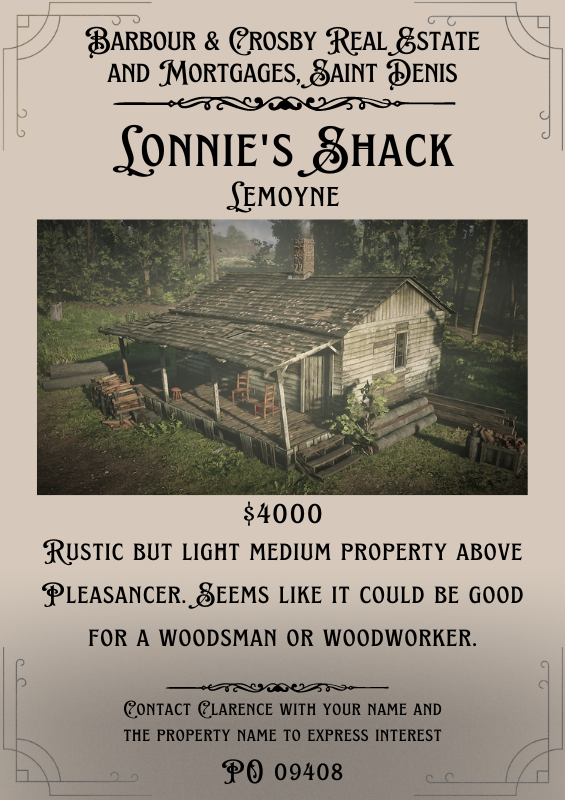 Barbour & Crosby Real Estate
and Mortgages, Saint Denis
Lonnie's Shack
Lemoyne
$4000
Rustic but light medium property above
Pleasancer. Seems like it could be good
for a woodsman or woodworker.
Contact Clarence with your name and
the property name to express interest
PO 09408